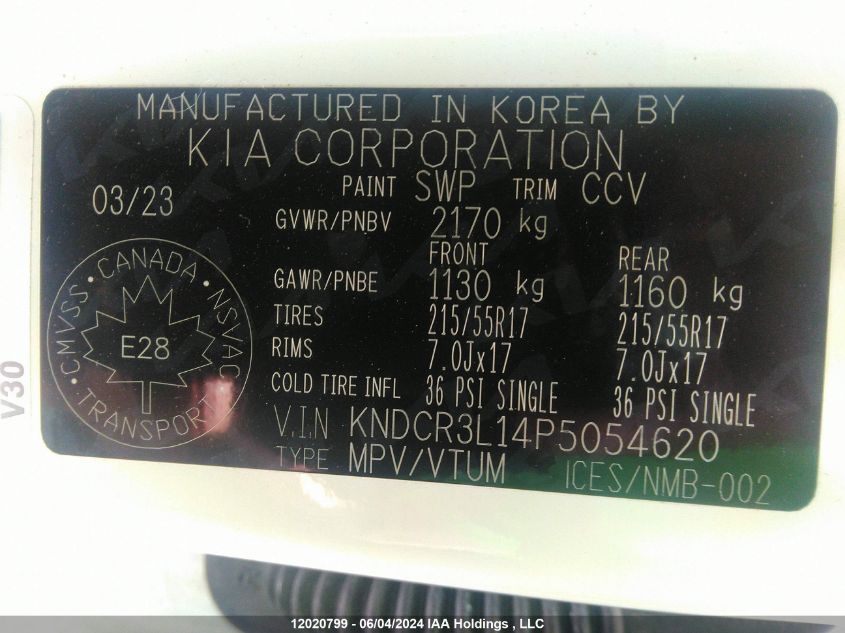 MANUFACTURED IN KOREA BY
KIA CORPORATION
PAINT SWP TRIM CCV
03/23
GVWR/PNBV 2170 kg
FRONT REAR
GAWR/PNBE 1130 kg 1160 kg
TIRES 215/55R17 215/55R17
RIMS 7.0Jx17 7.0Jx17
COLD TIRE INFL 36 PSI SINGLE 36 PSI SINGLE
V.I.N KNDCR3L14P5054620
TYPE MPV/VTUM ICES/NMB-002
CMVSS • CANADA • NSVAC • TRANSPORT •
E28
V30
12020799 - 06/04/2024 IAA Holdings , LLC